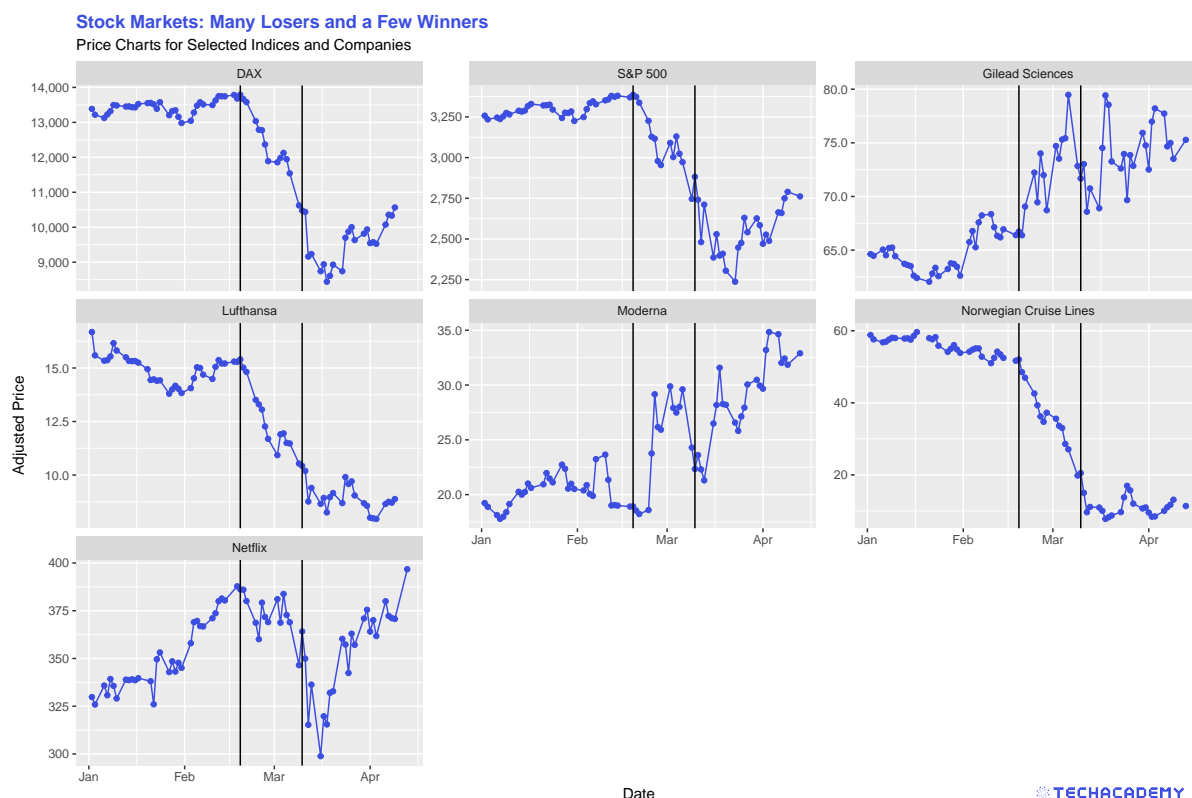 Stock Markets: Many Losers and a Few Winners
Price Charts for Selected Indices and Companies
DAX
S&P 500
Gilead Sciences
14,000
13,000
12,000
11,000
10,000
9,000
3,250
3,000
2,750
2,500
2,250
80.0
75.0
70.0
65.0
Lufthansa
Moderna
Norwegian Cruise Lines
15.0
12.5
10.0
35.0
30.0
25.0
20.0
60
40
20
Jan Feb Mar Apr
Jan Feb Mar Apr
Netflix
400
375
350
325
300
Jan Feb Mar Apr
Adjusted Price
Date
TECHACADEMY